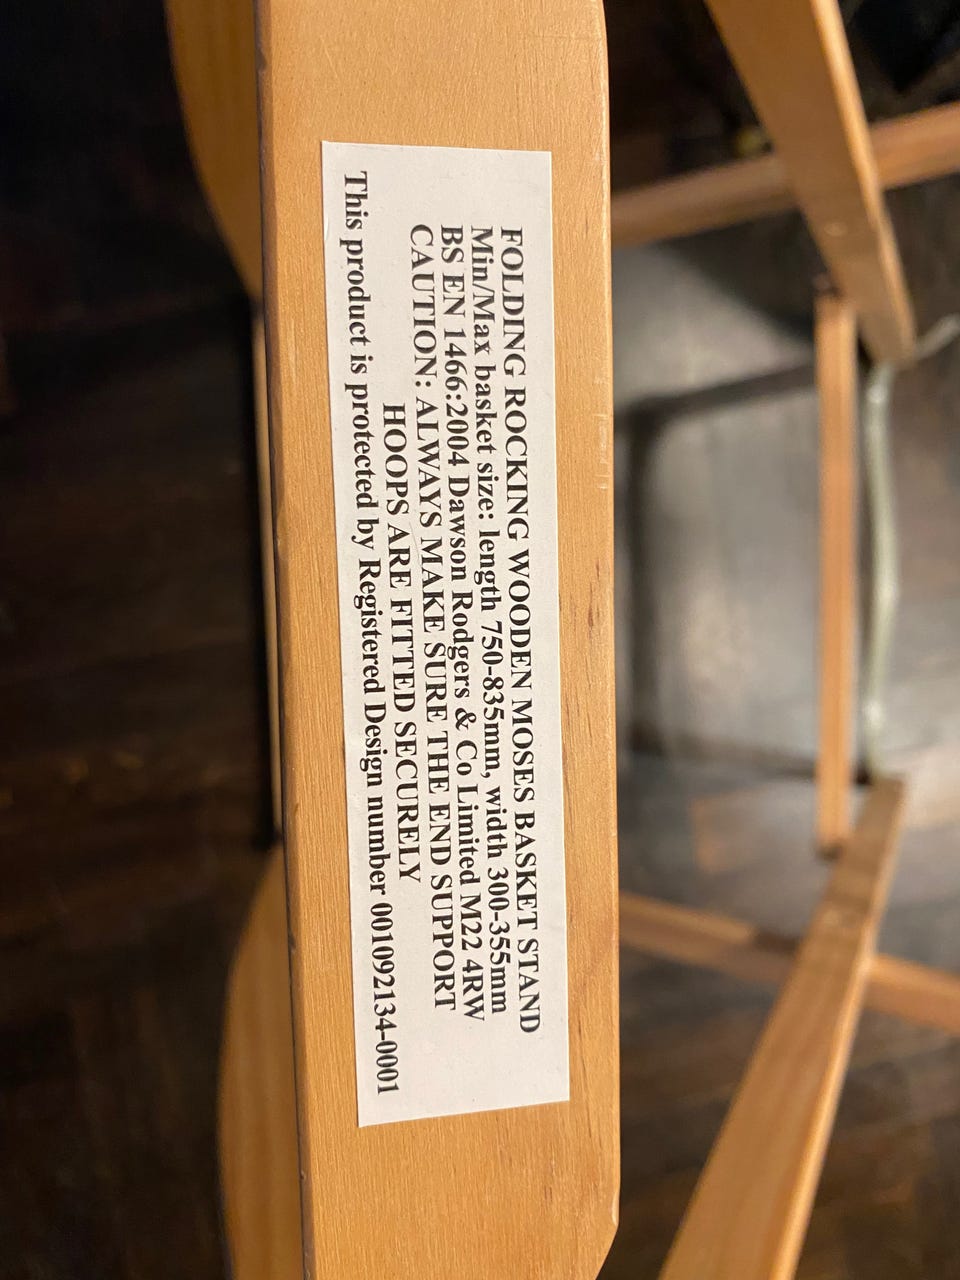 FOLDING ROCKING WOODEN MOSES BASKET STAND
Min/Max basket size: length 750-835mm, width 300-355mm
BS EN 1466:2004 Dawson Rodgers & Co Limited M22 4RW
CAUTION: ALWAYS MAKE SURE THE END SUPPORT
HOOPS ARE FITTED SECURELY
This product is protected by Registered Design number 001092134-0001